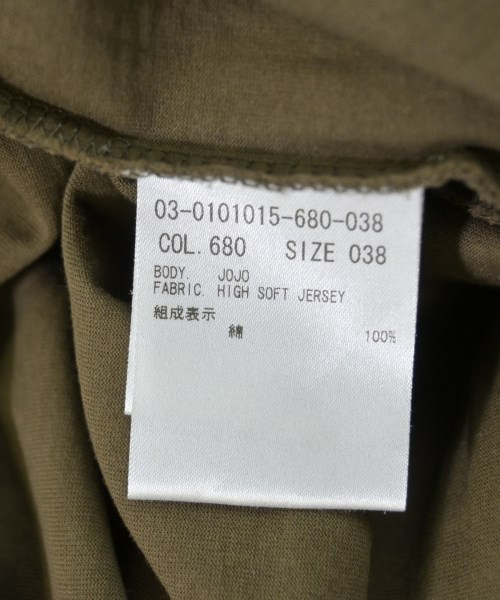 03-0101015-680-038
COL. 680 SIZE 038
BODY. JOJO
FABRIC. HIGH SOFT JERSEY
組成表示
綿 100%